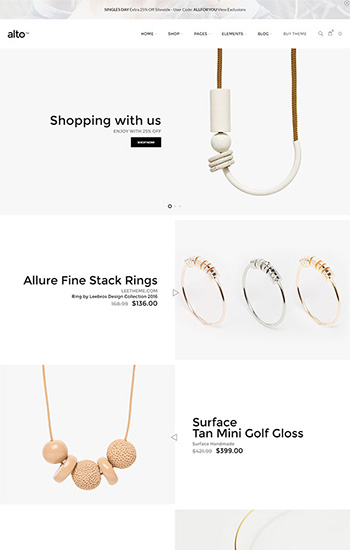 SINGLES DAY Extra 25% Off Sitewide - User Code: ALLFORYOU View Exclusions
alto™
HOME SHOP PAGES ELEMENTS BLOG BUY THEME
Shopping with us
ENJOY WITH 25% OFF
SHOP NOW
Allure Fine Stack Rings
LEETHEME.COM
Ring by Leebros Design Collection 2016
168.99 $136.00
Surface
Tan Mini Golf Gloss
Surface Handmade
$421.99 $399.00